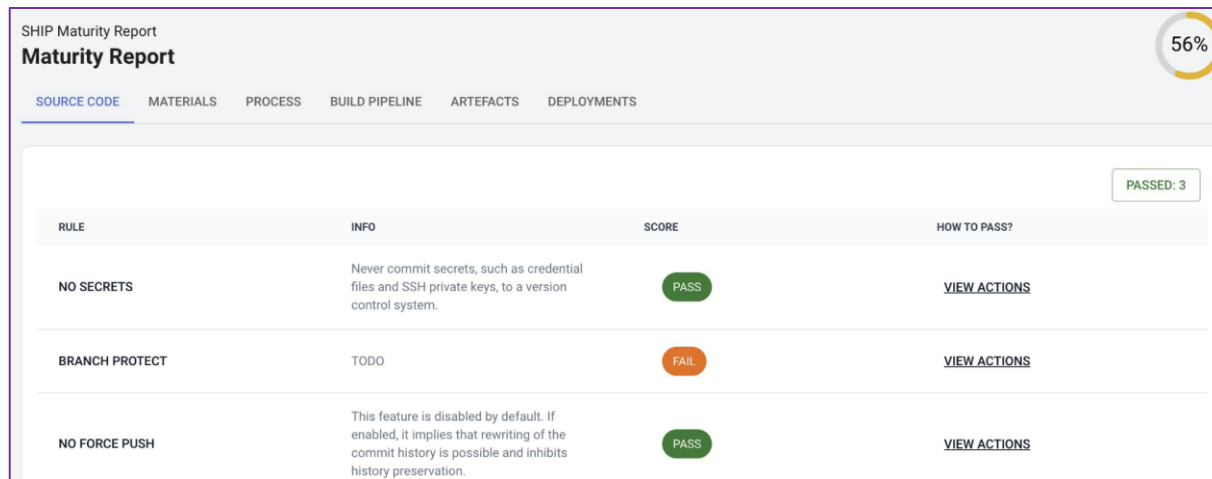 SHIP Maturity Report
Maturity Report
56%
SOURCE CODE MATERIALS PROCESS BUILD PIPELINE ARTEFACTS DEPLOYMENTS
PASSED: 3
RULE INFO SCORE HOW TO PASS?
Never commit secrets, such as credential
NO SECRETS files and SSH private keys, to a version PASS VIEW ACTIONS
control system.
BRANCH PROTECT TODO FAIL VIEW ACTIONS
This feature is disabled by default. If
enabled, it implies that rewriting of the
NO FORCE PUSH commit history is possible and inhibits PASS VIEW ACTIONS
history preservation.